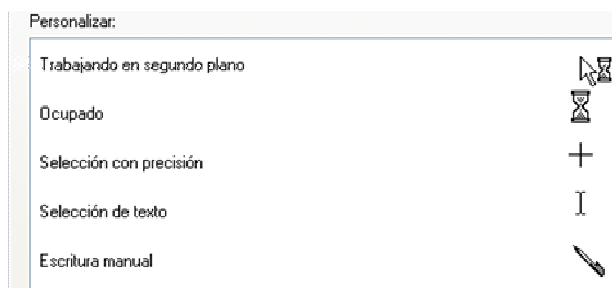 Personalizar:
Trabajando en segundo plano
Ocupado
Selección con precisión
Selección de texto
Escritura manual